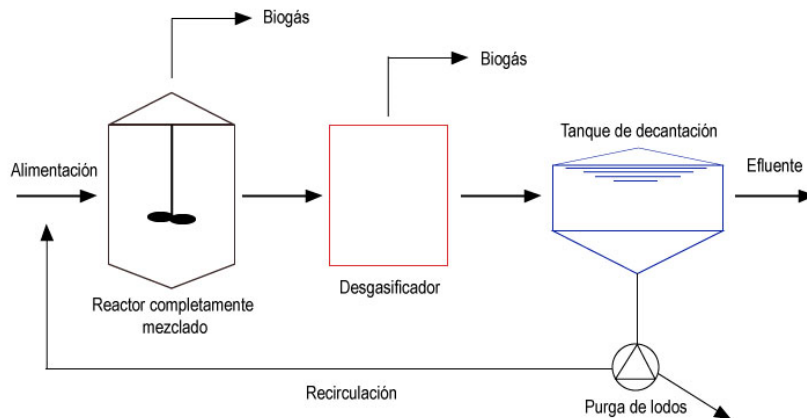 Biogás
Biogás
Tanque de decantación
Alimentación
Efluente
Desgasificador
Reactor completamente
mezclado
Recirculación
Purga de lodos